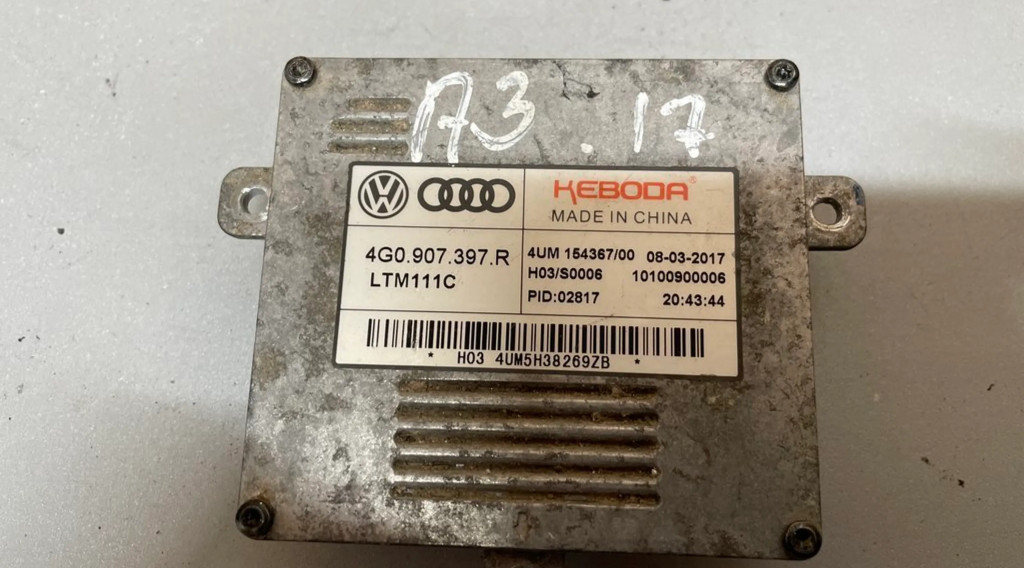 A3.17
KEBODA®
MADE IN CHINA
4G0.907.397.R
LTM111C
4UM 154367/00 08-03-2017
H03/S0006 10100900006
PID:02817 20:43:44
* H03 4UM5H38269ZB *